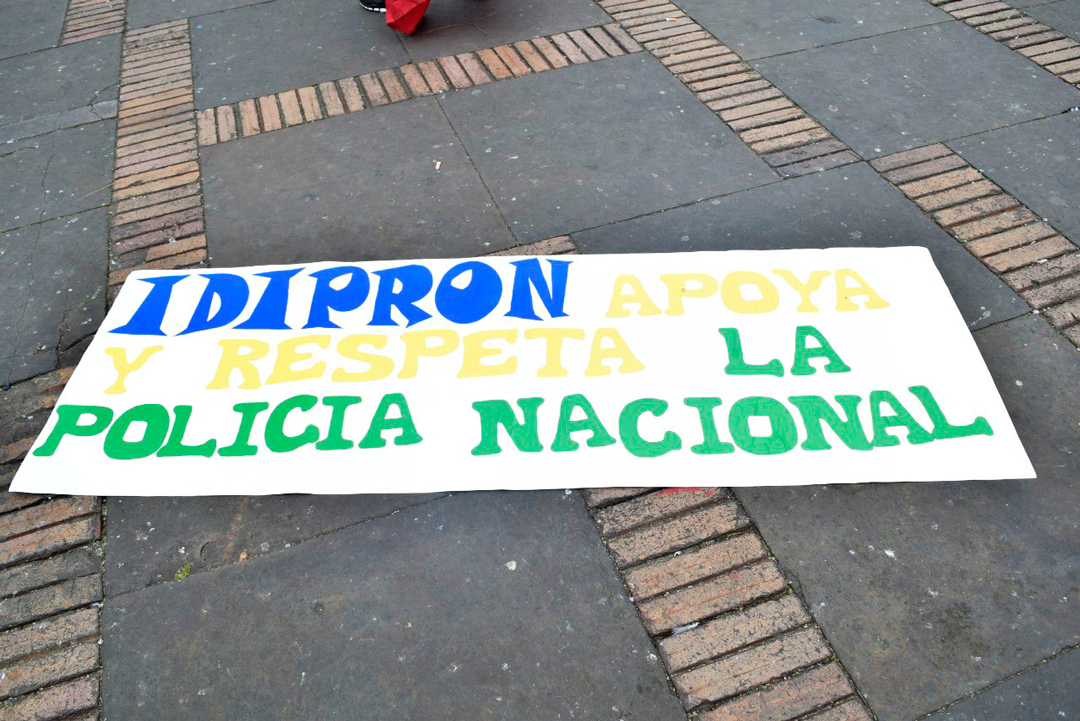 IDIPRON APOYA
Y RESPETA LA
POLICIA NACIONAL